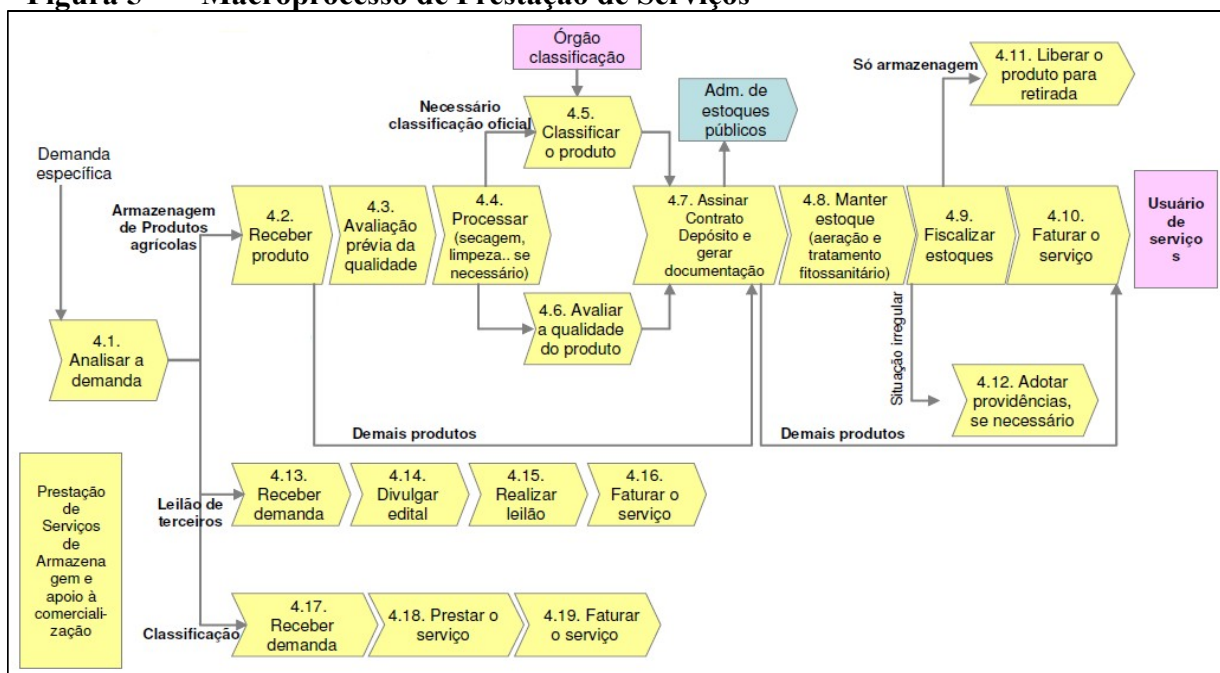 Figura 5 Macroprocesso de Prestação de Serviços
Órgão
classificação
Só armazenagem
4.11. Liberar o
produto para
retirada
Necessário
classificação oficial
4.5.
Classificar
o produto
Adm. de
estoques
públicos
Demanda
específica
Armazenagem
de Produtos
agrícolas
4.2.
Receber
produto
4.3.
Avaliação
prévia da
qualidade
4.4.
Processar
(secagem,
limpeza.. se
necessário)
4.7. Assinar
Contrato
Depósito e
gerar
documentação
4.8. Manter
estoque
(aeração e
tratamento
fitossanitário)
4.9.
Fiscalizar
estoques
4.10.
Faturar o
serviço
Usuário
de
serviço
s
4.1.
Analisar a
demanda
4.6. Avaliar
a qualidade
do produto
Situação irregular
4.12. Adotar
providências,
se necessário
Demais produtos
Demais produtos
Prestação
de
Serviços
de
Armazena
gem e
apoio à
comerciali-
zação
Leilão de
terceiros
4.13.
Receber
demanda
4.14.
Divulgar
edital
4.15.
Realizar
leilão
4.16.
Faturar o
serviço
Classificação
4.17.
Receber
demanda
4.18. Prestar o
serviço
4.19. Faturar
o serviço